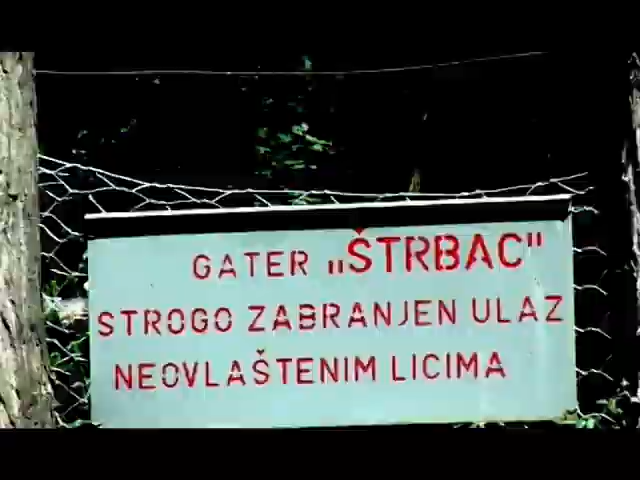 GATER „ŠTRBAC"
STROGO ZABRANJEN ULAZ
NEOVLAŠTENIM LICIMA